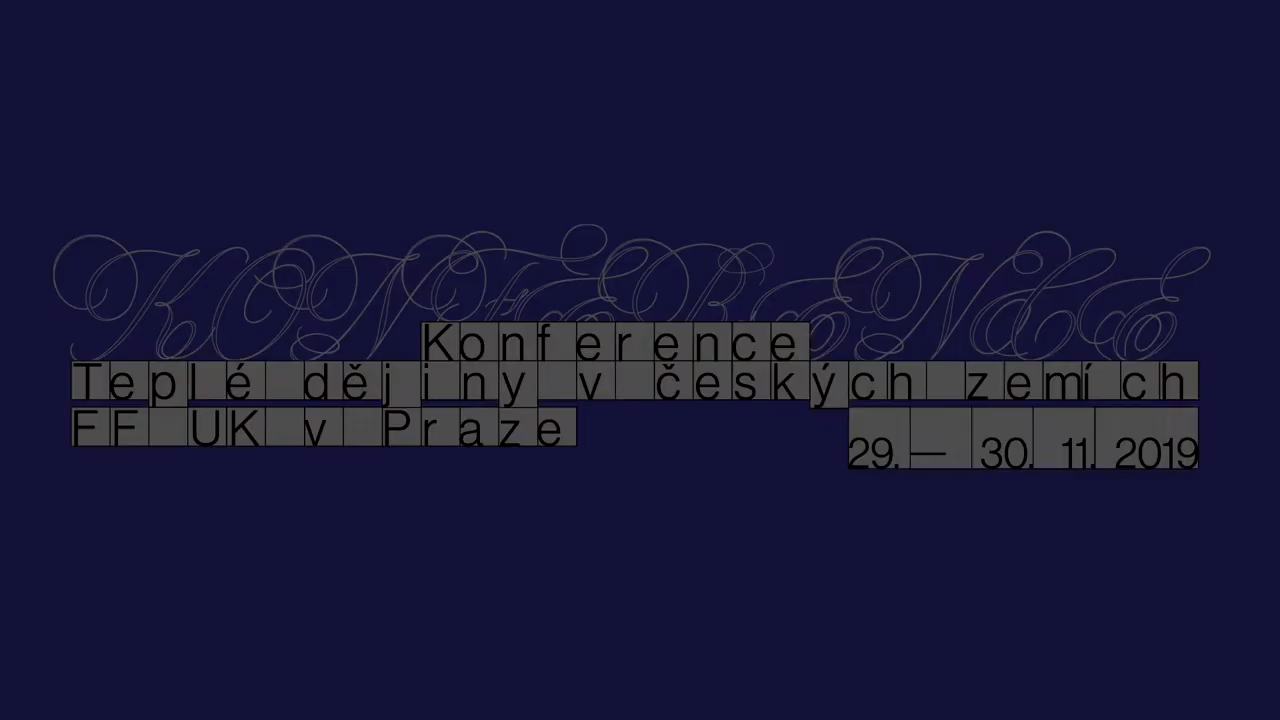 KONFERENCE
Konference
Teplé dějiny v českých zemích
FF UK v Praze
29.— 30. 11. 2019